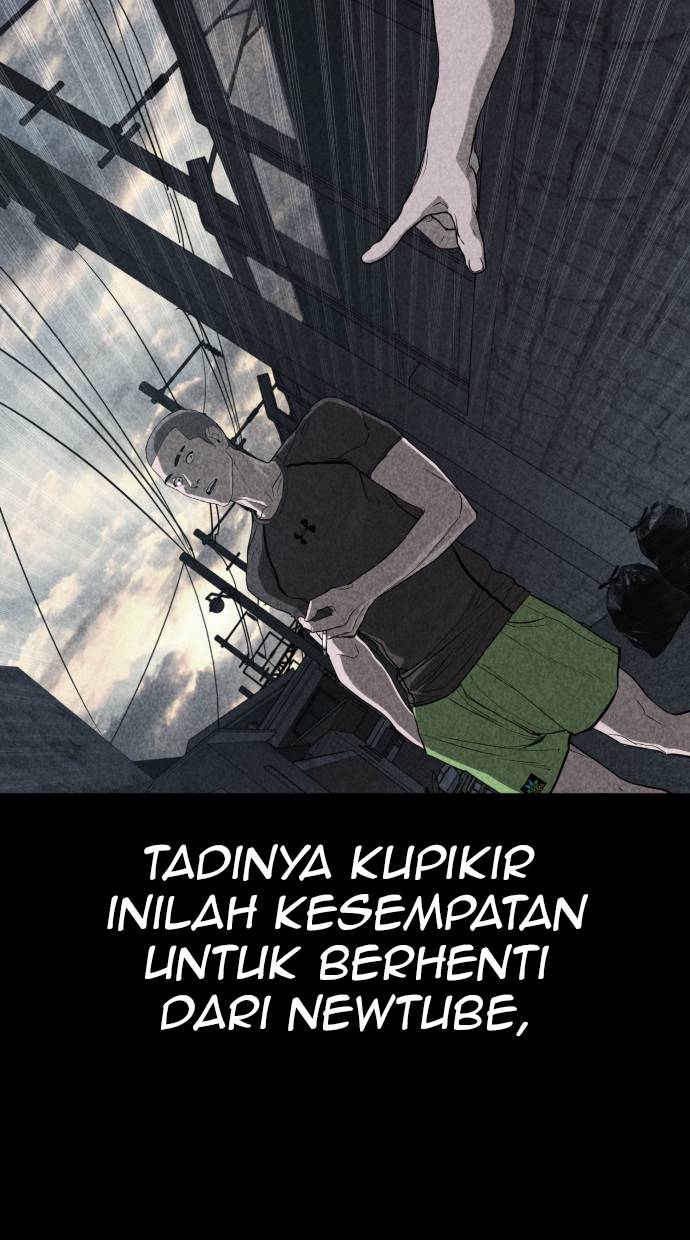 TADINYA KUPIKIR
INILAH KESEMPATAN
UNTUK BERHENTI
DARI NEWTUBE,